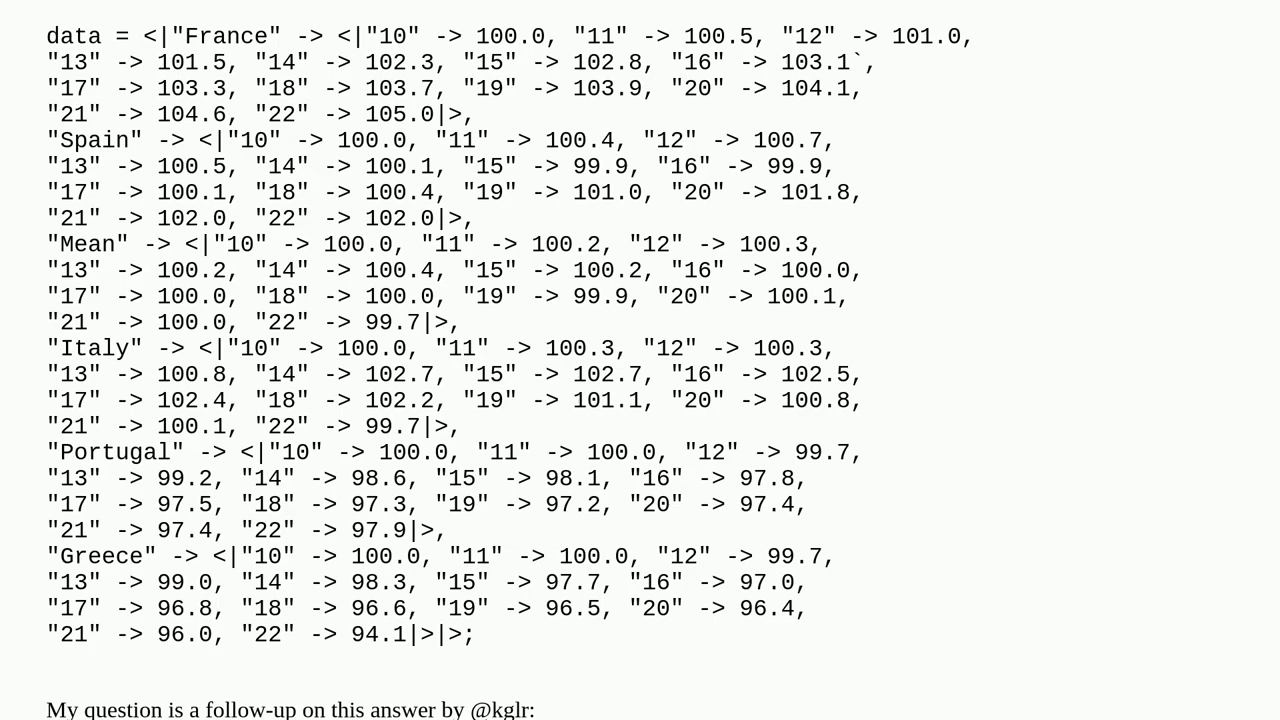 data = <|"France" -> <|"10" -> 100.0, "11" -> 100.5, "12" -> 101.0,
"13" -> 101.5, "14" -> 102.3, "15" -> 102.8, "16" -> 103.1`,
"17" -> 103.3, "18" -> 103.7, "19" -> 103.9, "20" -> 104.1,
"21" -> 104.6, "22" -> 105.0|>,
"Spain" -> <|"10" -> 100.0, "11" -> 100.4, "12" -> 100.7,
"13" -> 100.5, "14" -> 100.1, "15" -> 99.9, "16" -> 99.9,
"17" -> 100.1, "18" -> 100.4, "19" -> 101.0, "20" -> 101.8,
"21" -> 102.0, "22" -> 102.0|>,
"Mean" -> <|"10" -> 100.0, "11" -> 100.2, "12" -> 100.3,
"13" -> 100.2, "14" -> 100.4, "15" -> 100.2, "16" -> 100.0,
"17" -> 100.0, "18" -> 100.0, "19" -> 99.9, "20" -> 100.1,
"21" -> 100.0, "22" -> 99.7|>,
"Italy" -> <|"10" -> 100.0, "11" -> 100.3, "12" -> 100.3,
"13" -> 100.8, "14" -> 102.7, "15" -> 102.7, "16" -> 102.5,
"17" -> 102.4, "18" -> 102.2, "19" -> 101.1, "20" -> 100.8,
"21" -> 100.1, "22" -> 99.7|>,
"Portugal" -> <|"10" -> 100.0, "11" -> 100.0, "12" -> 99.7,
"13" -> 99.2, "14" -> 98.6, "15" -> 98.1, "16" -> 97.8,
"17" -> 97.5, "18" -> 97.3, "19" -> 97.2, "20" -> 97.4,
"21" -> 97.4, "22" -> 97.9|>,
"Greece" -> <|"10" -> 100.0, "11" -> 100.0, "12" -> 99.7,
"13" -> 99.0, "14" -> 98.3, "15" -> 97.7, "16" -> 97.0,
"17" -> 96.8, "18" -> 96.6, "19" -> 96.5, "20" -> 96.4,
"21" -> 96.0, "22" -> 94.1|>|>;
My question is a follow-up on this answer by @kglr: